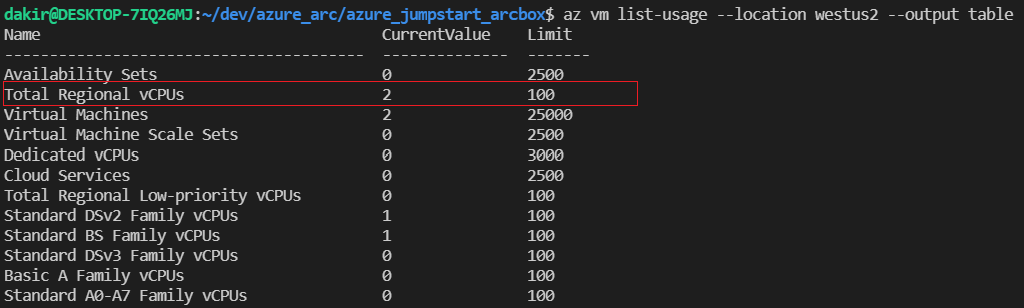 dakir@DESKTOP-7IQ26MJ:~/dev/azure_arc/azure_jumpstart_arcbox$ az vm list-usage --location westus2 --output table
Name                                      CurrentValue    Limit
----------------------------------------  --------------  -------
Availability Sets                         0               2500
Total Regional vCPUs                      2               100
Virtual Machines                          2               25000
Virtual Machine Scale Sets                0               2500
Dedicated vCPUs                           0               3000
Cloud Services                            0               2500
Total Regional Low-priority vCPUs         0               100
Standard DSv2 Family vCPUs                1               100
Standard BS Family vCPUs                  1               100
Standard DSv3 Family vCPUs                0               100
Basic A Family vCPUs                      0               100
Standard A0-A7 Family vCPUs               0               100